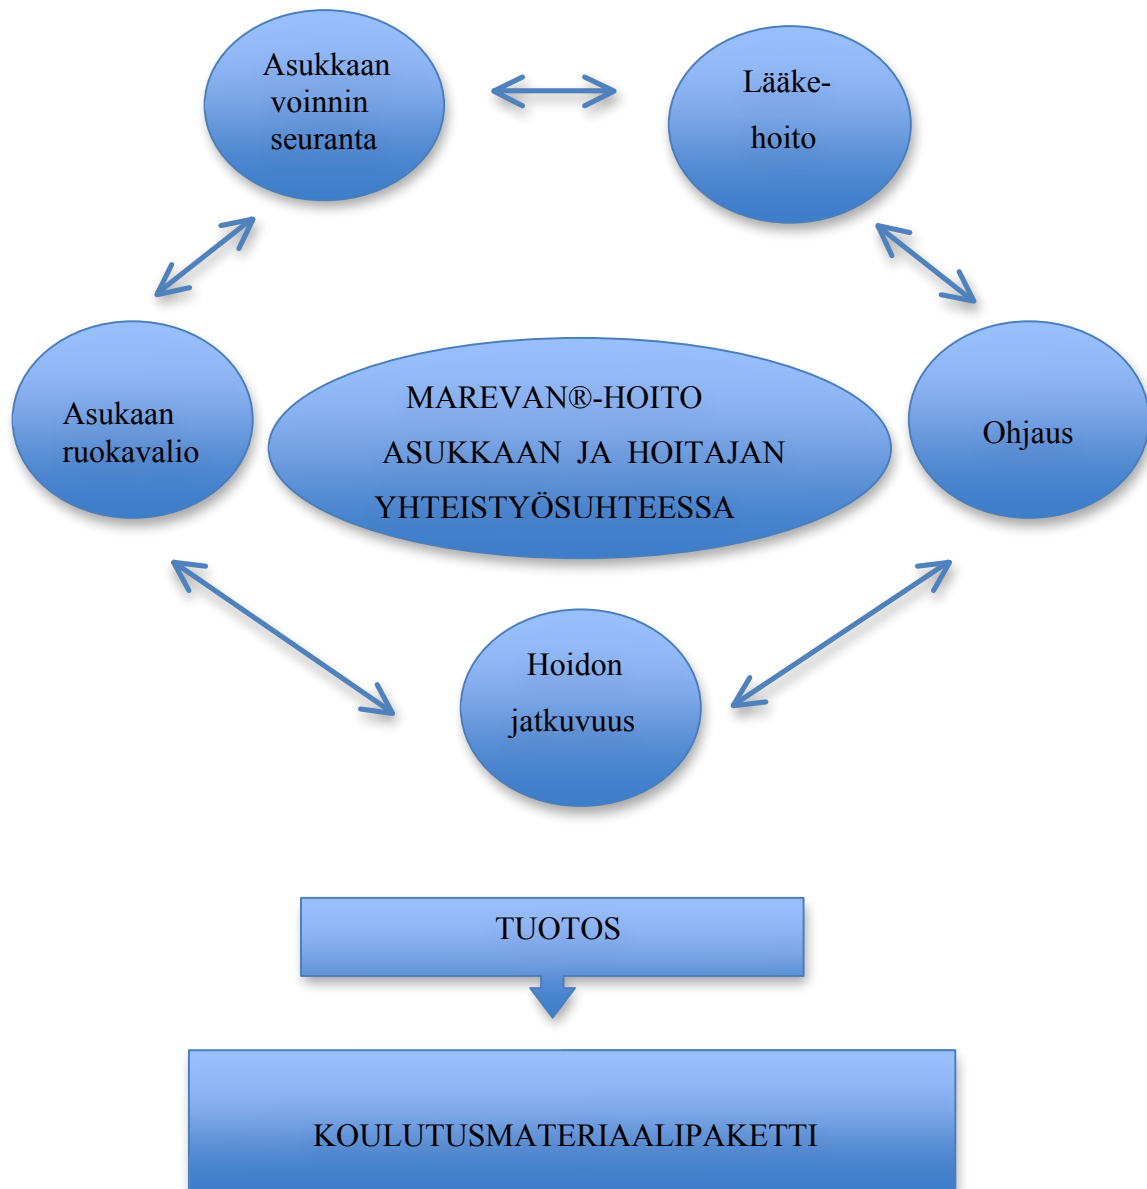 Asukkaan
voinnin
seuranta
Lääke-
hoito
Asukaan
ruokavalio
MAREVAN®-HOITO
ASUKKAAN JA HOITAJAN
YHTEISTYÖSUHTEESSA
Ohjaus
Hoidon
jatkuvuus
TUOTOS
KOULUTUSMATERIAALIPAKETTI